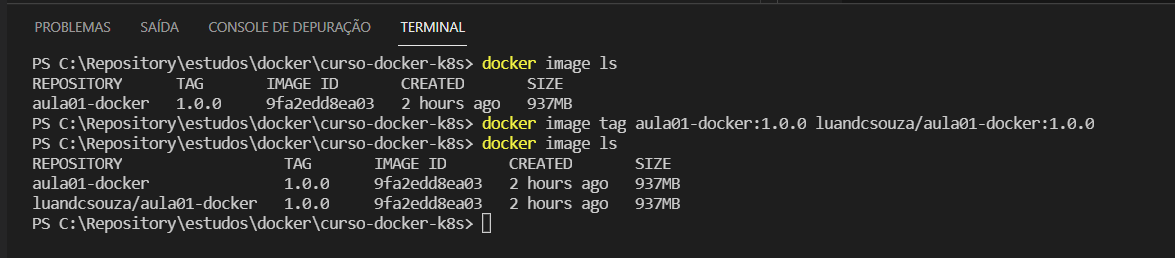 PROBLEMAS SAÍDA CONSOLE DE DEPURAÇÃO TERMINAL
PS C:\Repository\estudos\docker\curso-docker-k8s> docker image ls
REPOSITORY TAG IMAGE ID CREATED SIZE
aula01-docker 1.0.0 9fa2edd8ea03 2 hours ago 937MB
PS C:\Repository\estudos\docker\curso-docker-k8s> docker image tag aula01-docker:1.0.0 luandcsouza/aula01-docker:1.0.0
PS C:\Repository\estudos\docker\curso-docker-k8s> docker image ls
REPOSITORY TAG IMAGE ID CREATED SIZE
aula01-docker 1.0.0 9fa2edd8ea03 2 hours ago 937MB
luandcsouza/aula01-docker 1.0.0 9fa2edd8ea03 2 hours ago 937MB
PS C:\Repository\estudos\docker\curso-docker-k8s>